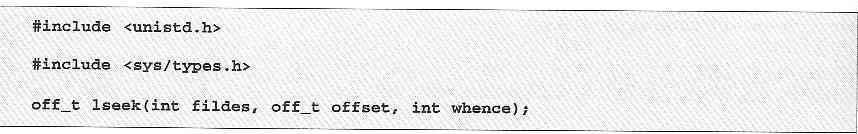 #include <unistd.h>
#include <sys/types.h>
off_t lseek(int fildes, off_t offset, int whence);